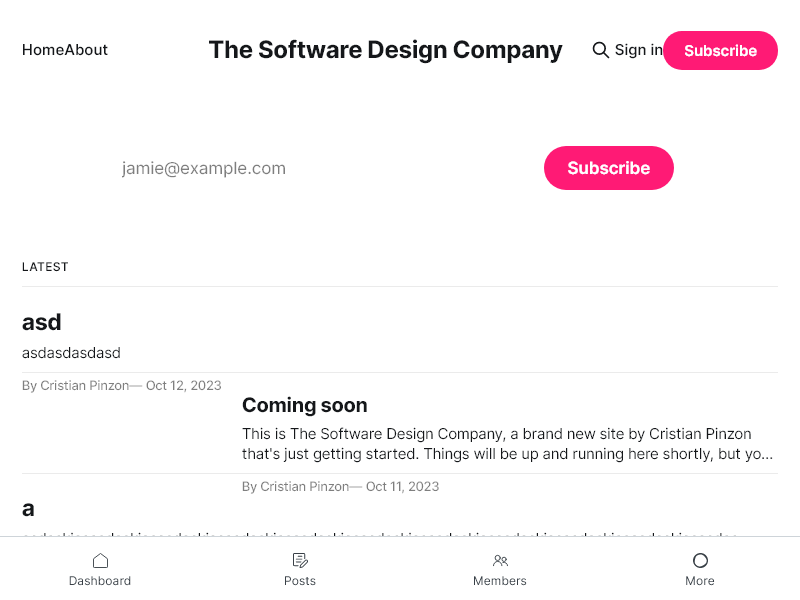 HomeAbout
The Software Design Company
Sign in
Subscribe
jamie@example.com
Subscribe
LATEST
asd
asdasdasdasd
By Cristian Pinzon— Oct 12, 2023
Coming soon
This is The Software Design Company, a brand new site by Cristian Pinzon
that's just getting started. Things will be up and running here shortly, but yo...
By Cristian Pinzon— Oct 11, 2023
a
Dashboard
Posts
Members
More